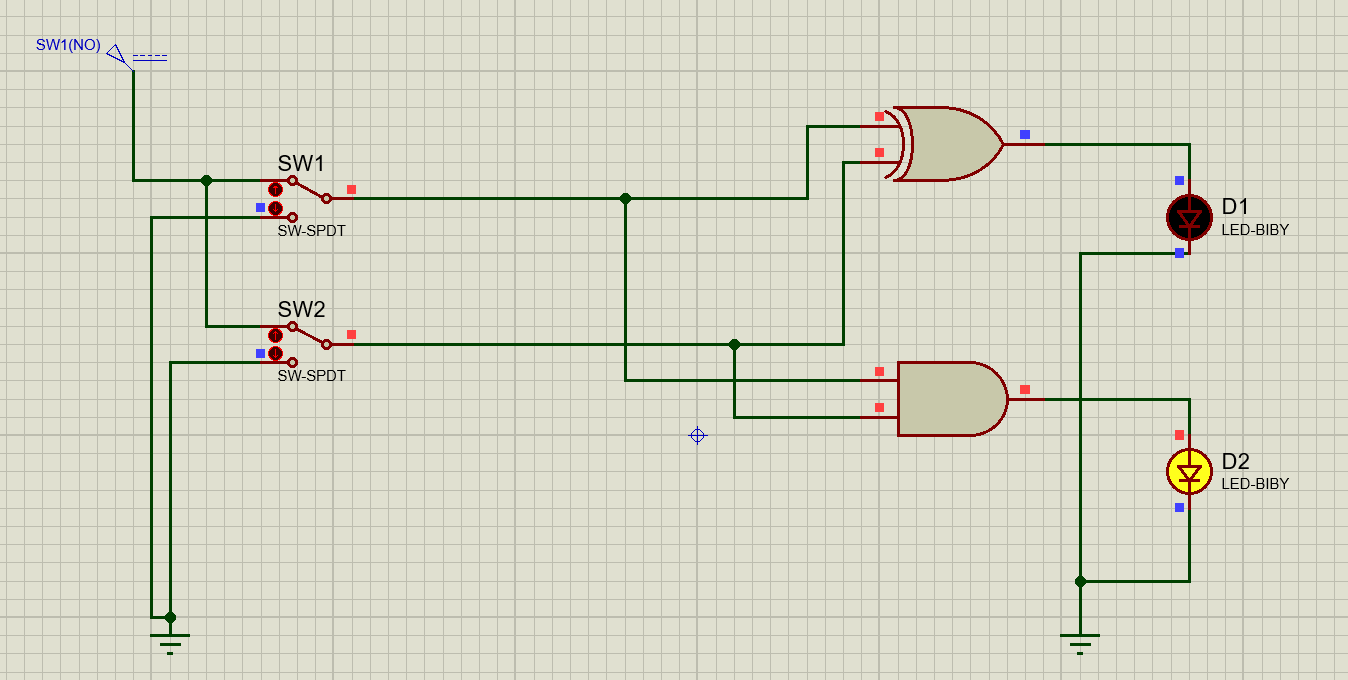 SW1(NO)
SW1
SW-SPDT
SW2
SW-SPDT
D1
LED-BIBY
D2
LED-BIBY